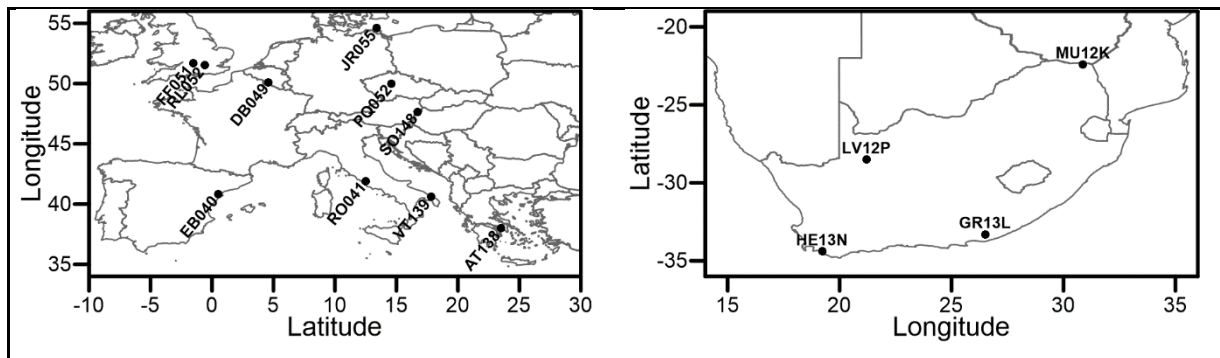 55
50
45
40
35
Longitude
JR055
FF051
RL052
DB049
PQ052
SO148
EB040
RO041
VT139
AT138
-10 -5 0 5 10 15 20 25 30
Latitude
-20
-25
-30
-35
Latitude
MU12K
LV12P
GR13L
HE13N
15 20 25 30 35
Longitude